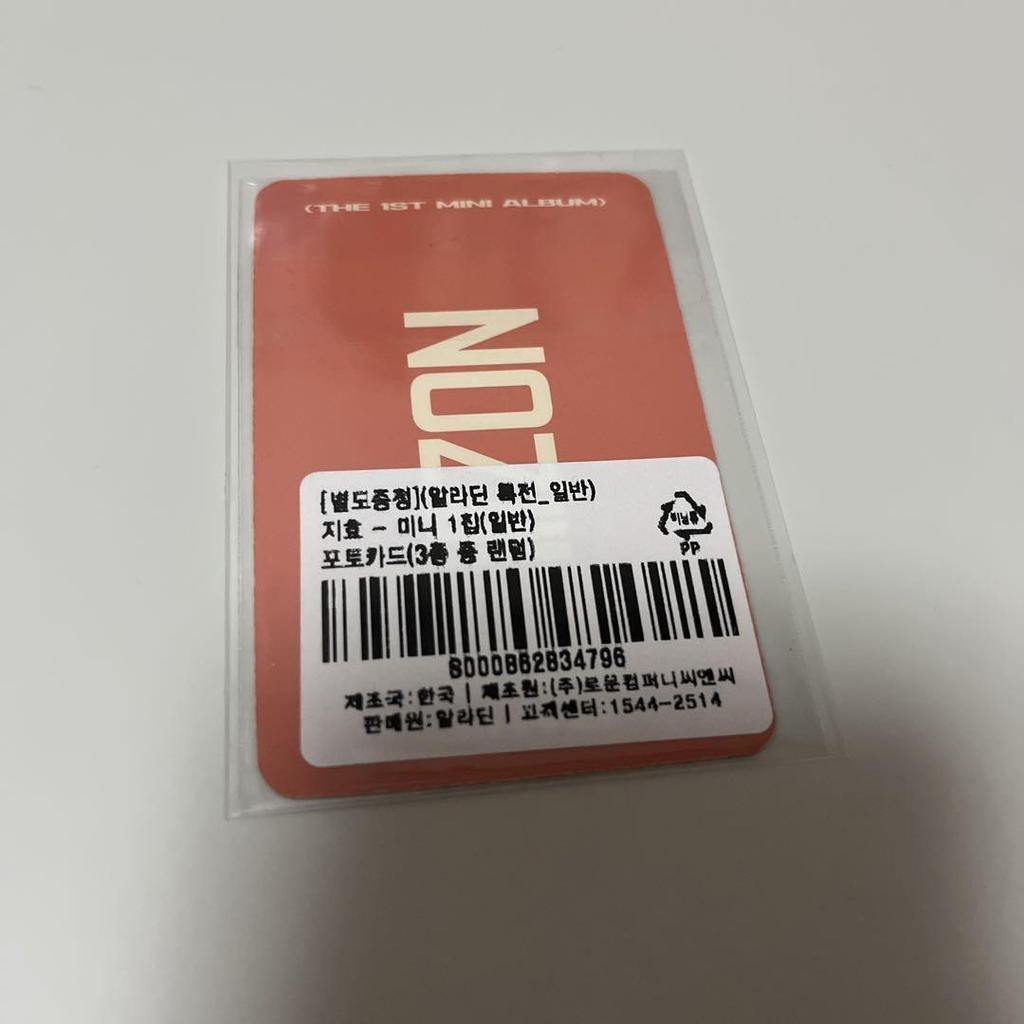 (THE 1ST MINI ALBUM)
ZON
[별도증정](알라딘 특전_일반)
지효 - 미니 1집(일반)
포토카드(3종 중 랜덤)
비닐류
PP
8000862834796
제조국:한국 | 제조원:(주)로운컴퍼니씨앤씨
판매원:알라딘 | 고객센터:1544-2514